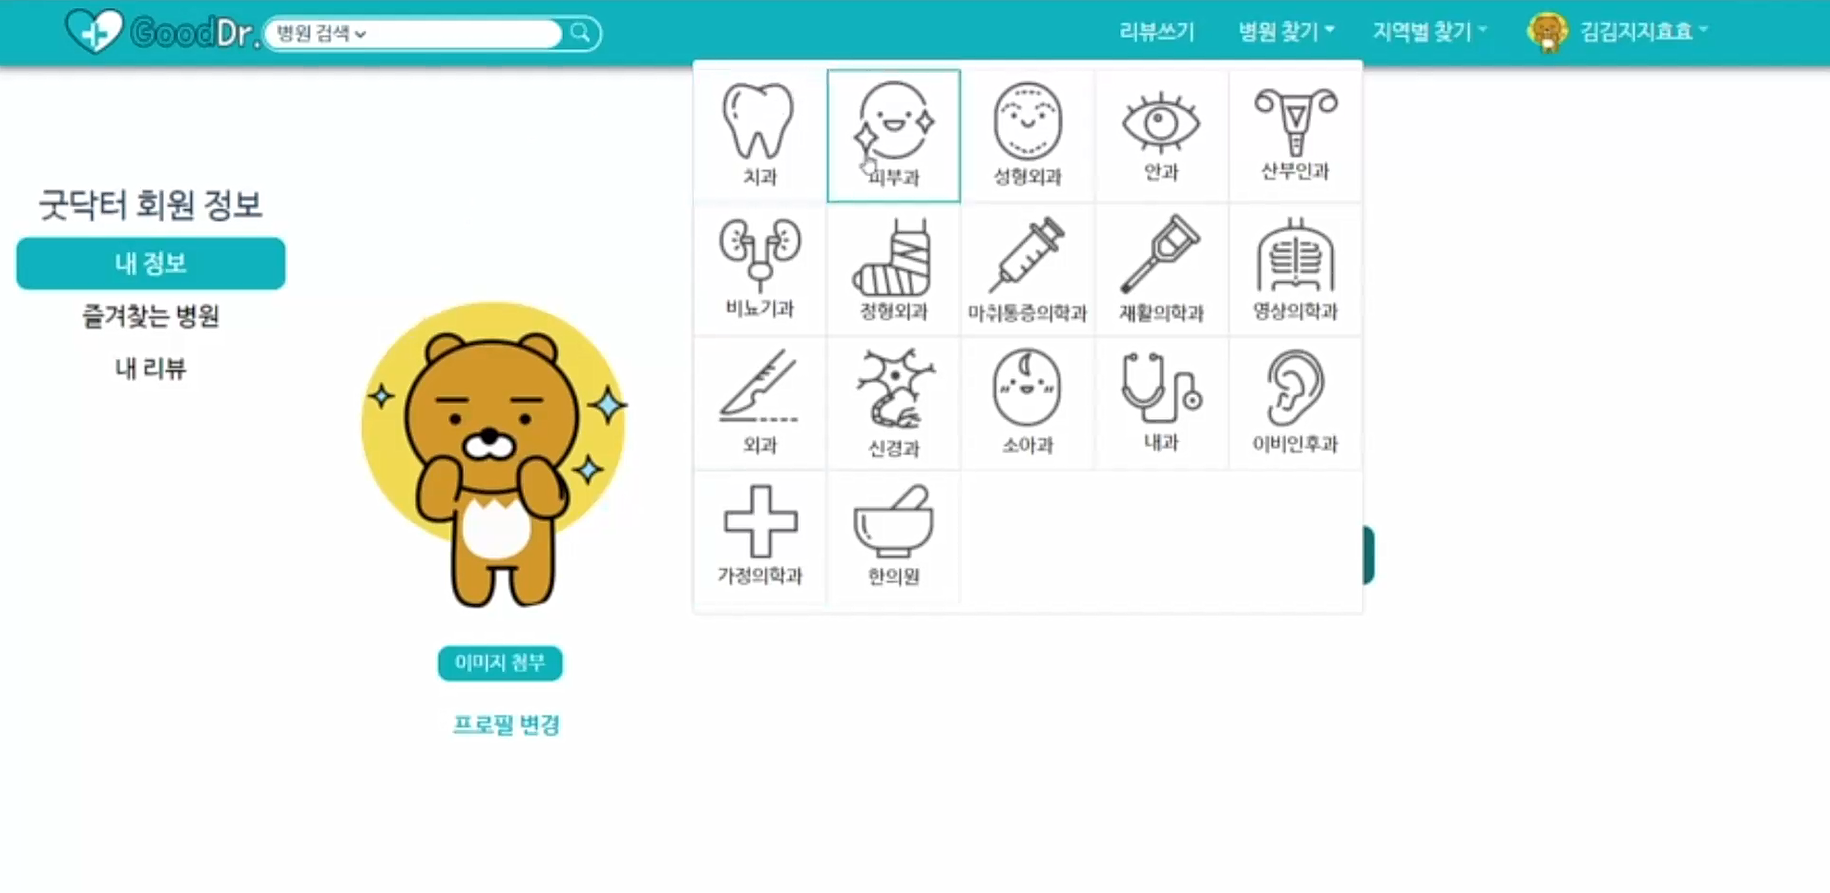 GoodDr.
병원 검색
리뷰쓰기
병원 찾기
지역별 찾기
김김지지효효
치과
피부과
성형외과
안과
산부인과
비뇨기과
정형외과
마취통증의학과
재활의학과
영상의학과
외과
신경과
소아과
내과
이비인후과
가정의학과
한의원
굿닥터 회원 정보
내 정보
즐겨찾는 병원
내 리뷰
이미지 첨부
프로필 변경